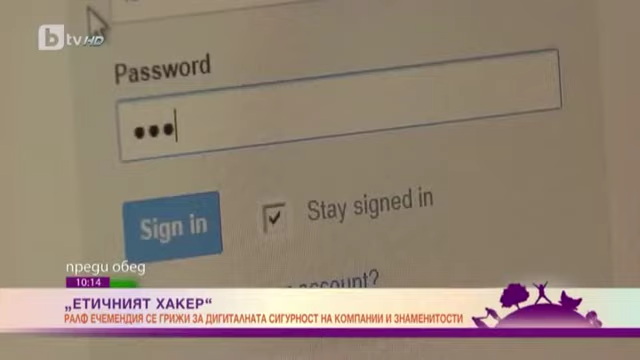 btv HD
Password
Sign in
Stay signed in
account?
преди обед
10:14
„ЕТИЧНИЯТ ХАКЕР“
РАЛФ ЕЧЕМЕНДИЯ СЕ ГРИЖИ ЗА ДИГИТАЛНАТА СИГУРНОСТ НА КОМПАНИИ И ЗНАМЕНИТОСТИ